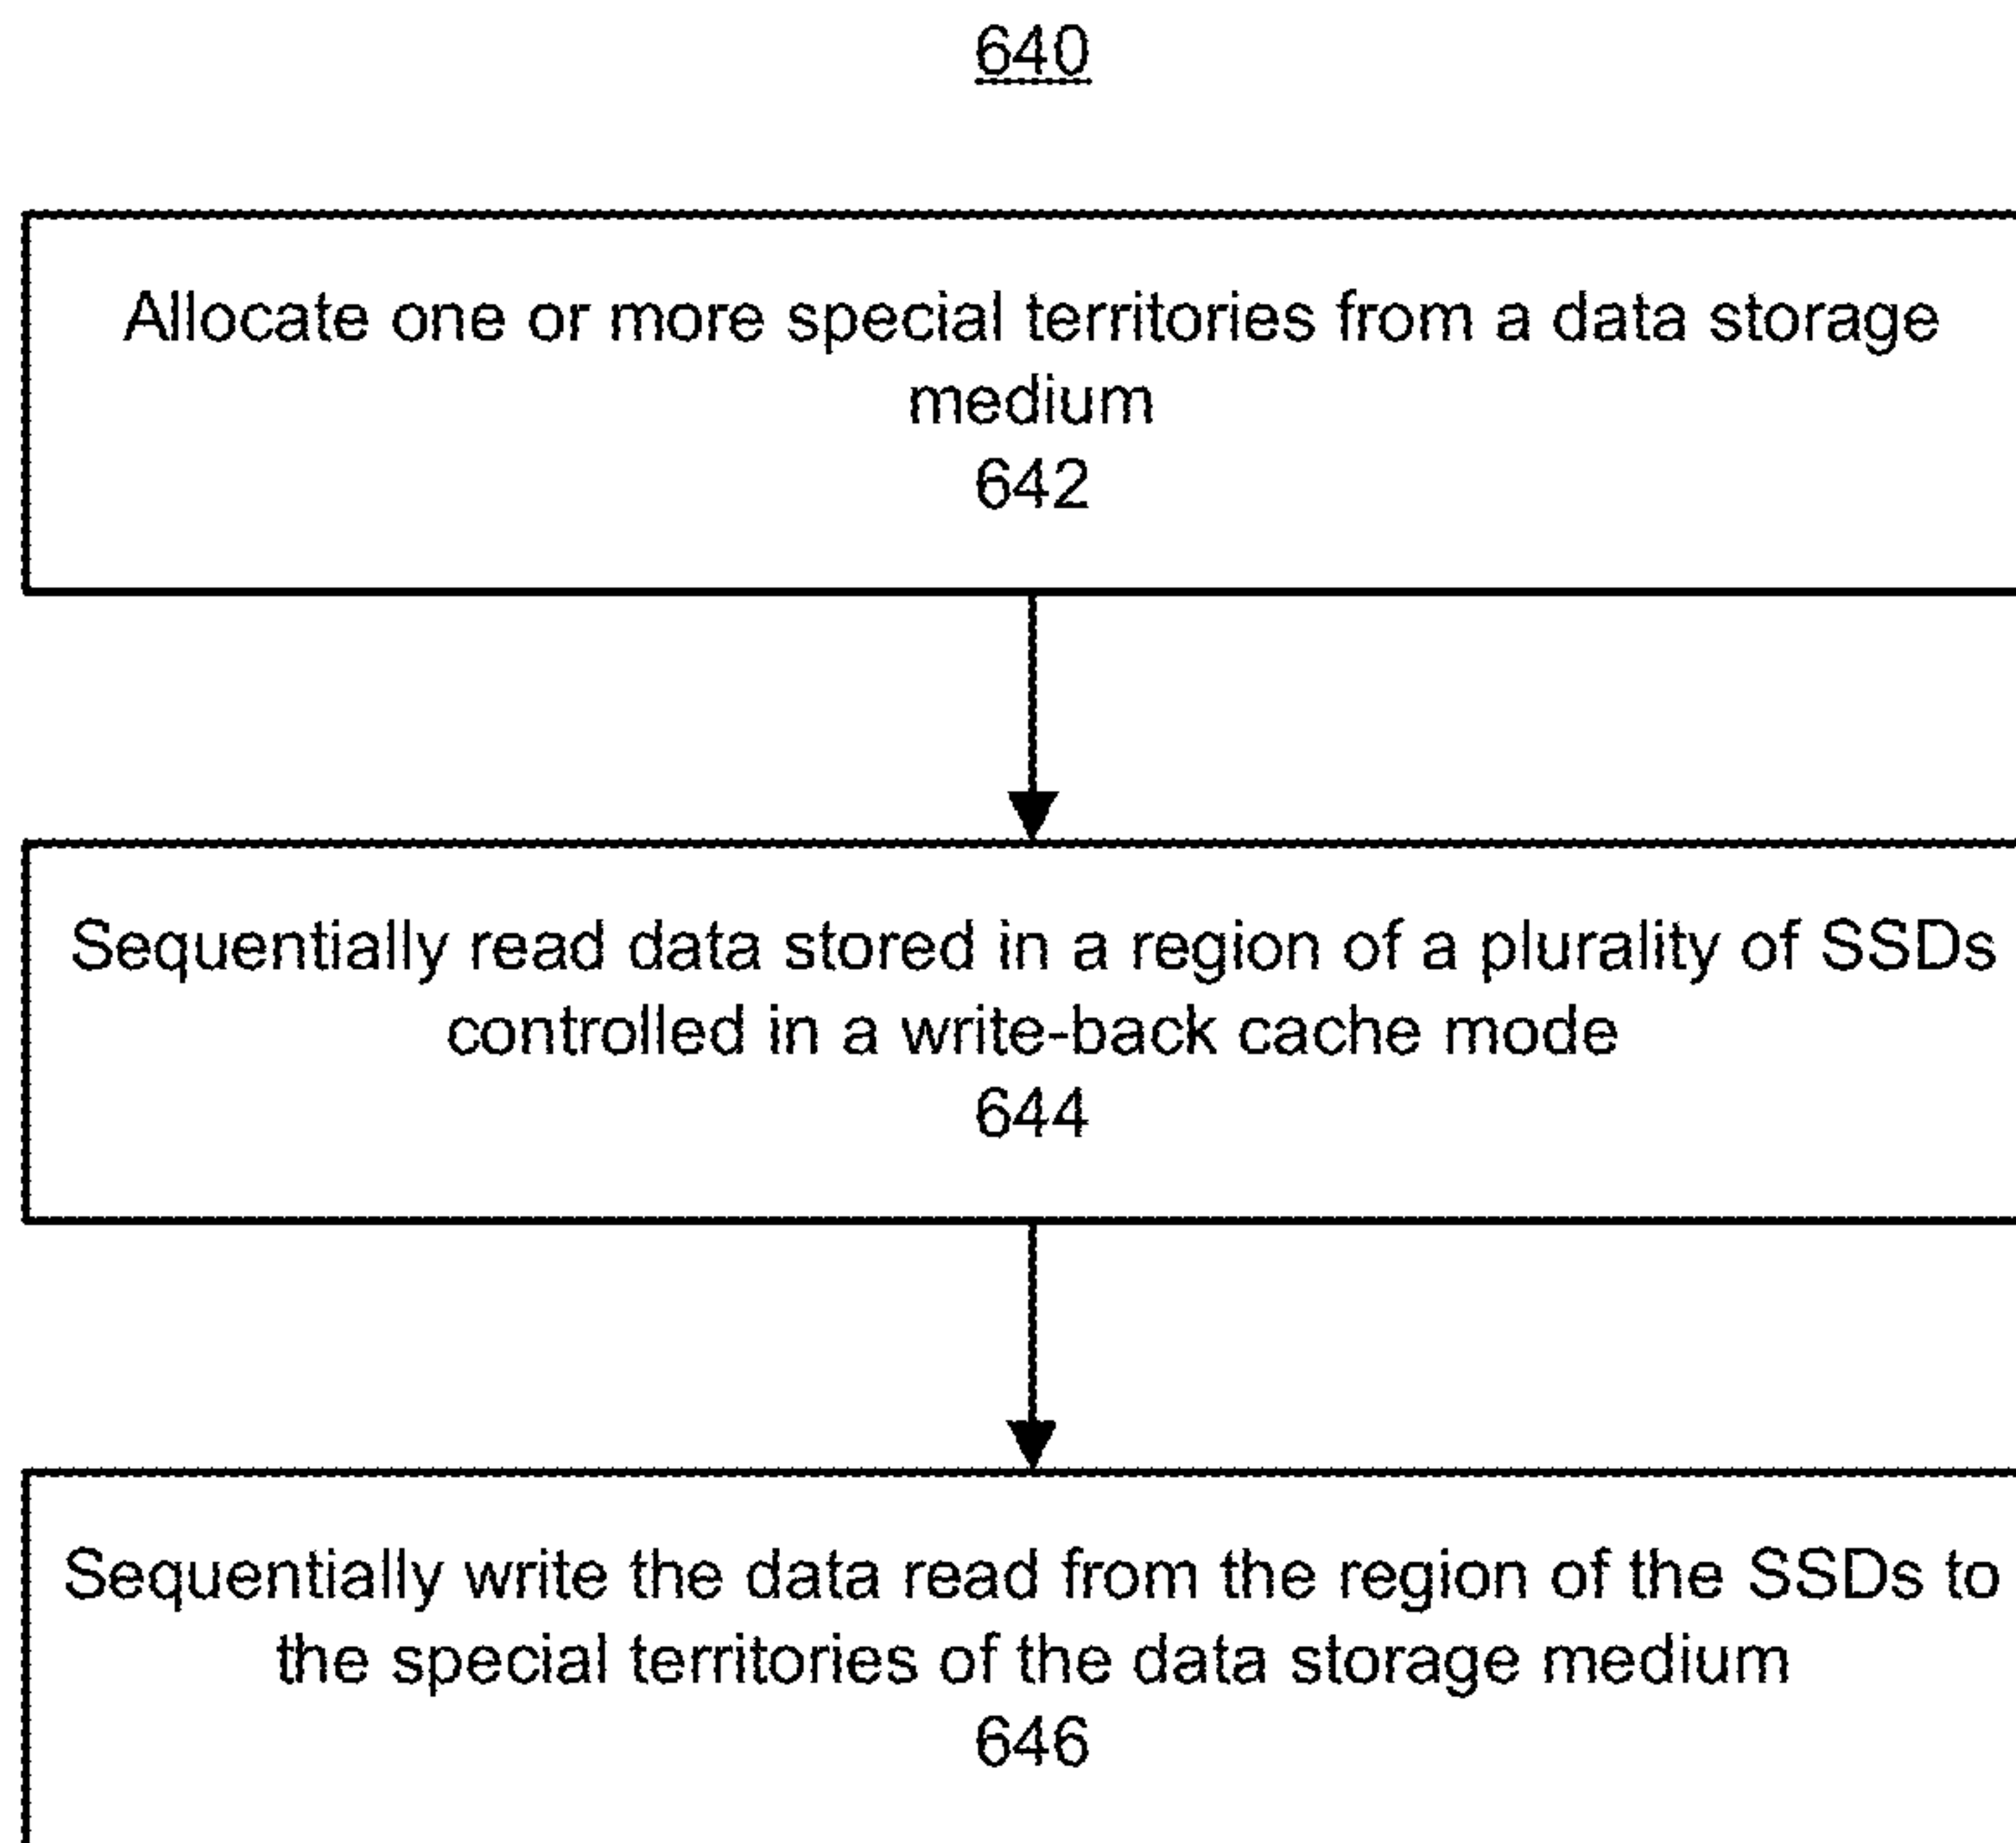 640
Allocate one or more special territories from a data storage
medium
642
Sequentially read data stored in a region of a plurality of SSDs
controlled in a write-back cache mode
644
Sequentially write the data read from the region of the SSDs to
the special territories of the data storage medium
646